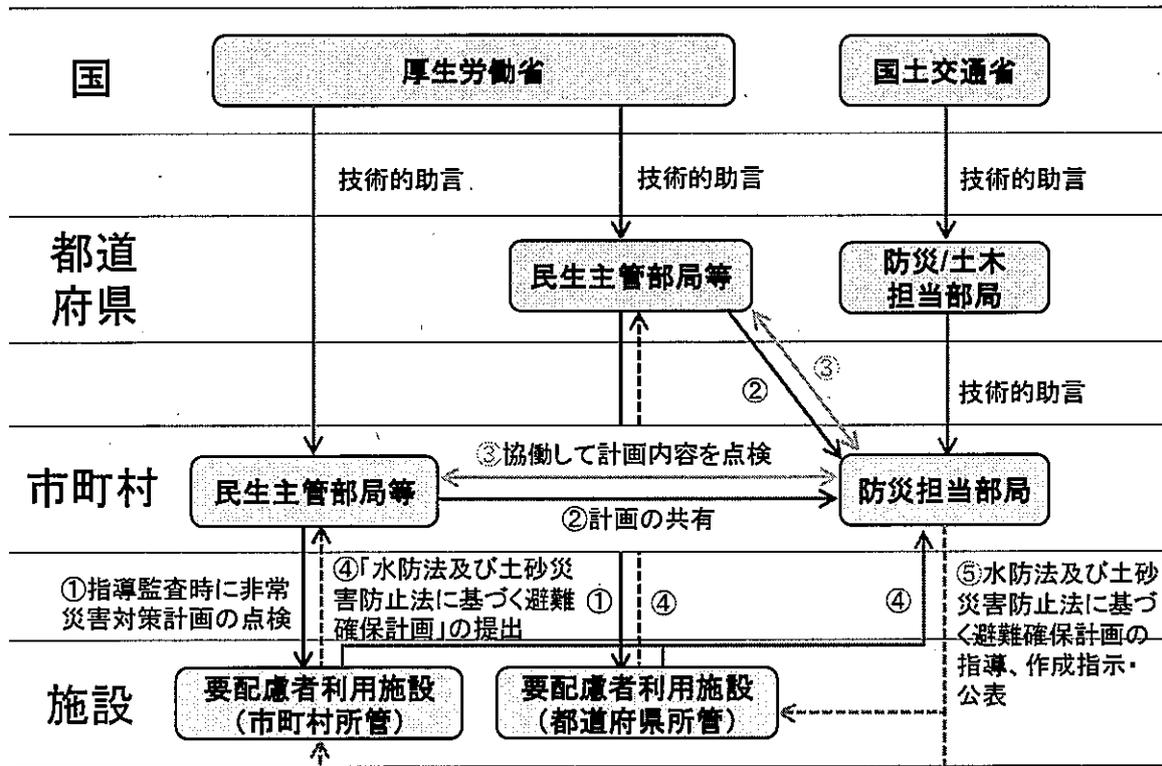 国
厚生労働省
国土交通省
技術的助言
技術的助言
技術的助言
都道
府県
民生主管部局等
防災/土木
担当部局
②
③
技術的助言
市町村
民生主管部局等
③協働して計画内容を点検
②計画の共有
防災担当部局
①指導監査時に非常
災害対策計画の点検
④「水防法及び土砂災
害防止法に基づく避難
確保計画」の提出
①
④
④
⑤水防法及び土砂
災害防止法に基づ
く避難確保計画の
指導、作成指示・
公表
施設
要配慮者利用施設
(市町村所管)
要配慮者利用施設
(都道府県所管)